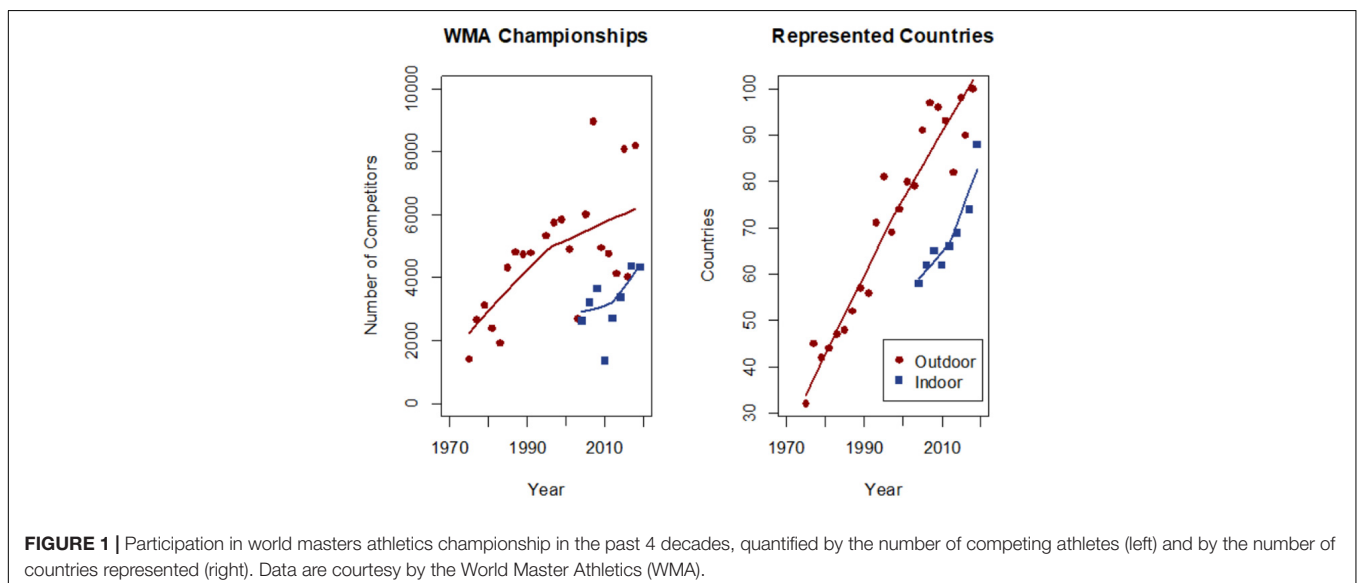 WMA Championships
Number of Competitors
10000
8000
6000
4000
2000
0
1970
1990
2010
Year
Represented Countries
Countries
100
90
80
70
60
50
40
30
Outdoor
Indoor
1970
1990
2010
Year
FIGURE 1 | Participation in world masters athletics championship in the past 4 decades, quantified by the number of competing athletes (left) and by the number of
countries represented (right). Data are courtesy by the World Master Athletics (WMA).